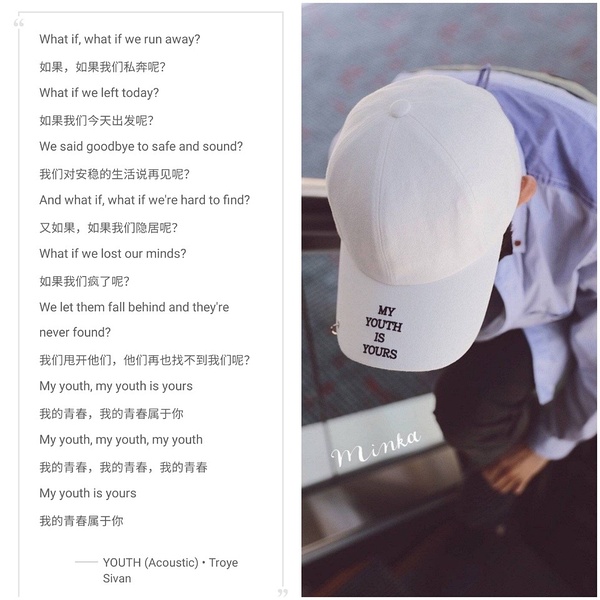 What if, what if we run away?
如果，如果我们私奔呢?
What if we left today?
如果我们今天出发呢?
We said goodbye to safe and sound?
我们对安稳的生活说再见呢?
And what if, what if we're hard to find?
又如果，如果我们隐居呢?
What if we lost our minds?
如果我们疯了呢?
We let them fall behind and they're
never found?
我们甩开他们，他们再也找不到我们呢?
My youth, my youth is yours
我的青春，我的青春属于你
My youth, my youth, my youth
我的青春，我的青春，我的青春
My youth is yours
我的青春属于你
—— YOUTH (Acoustic) • Troye
Sivan
MY
YOUTH
IS
YOURS
Minka